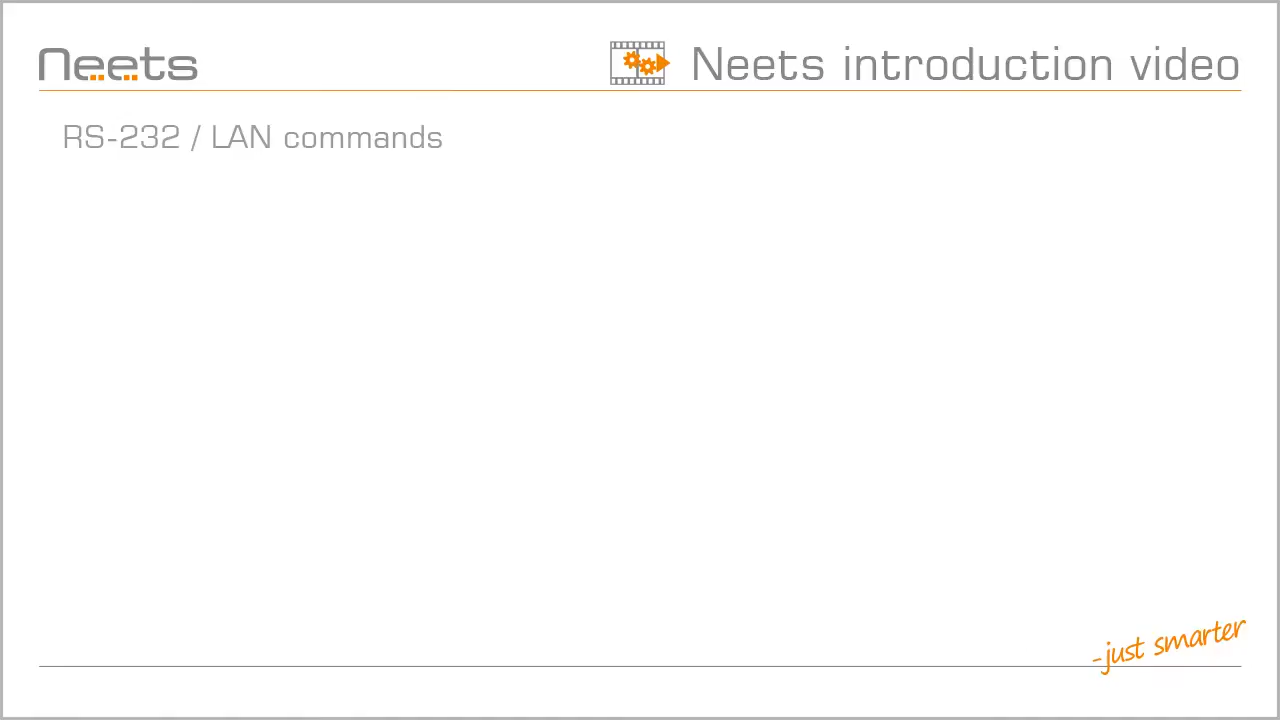 Neets
Neets introduction video
RS-232 / LAN commands
-just smarter